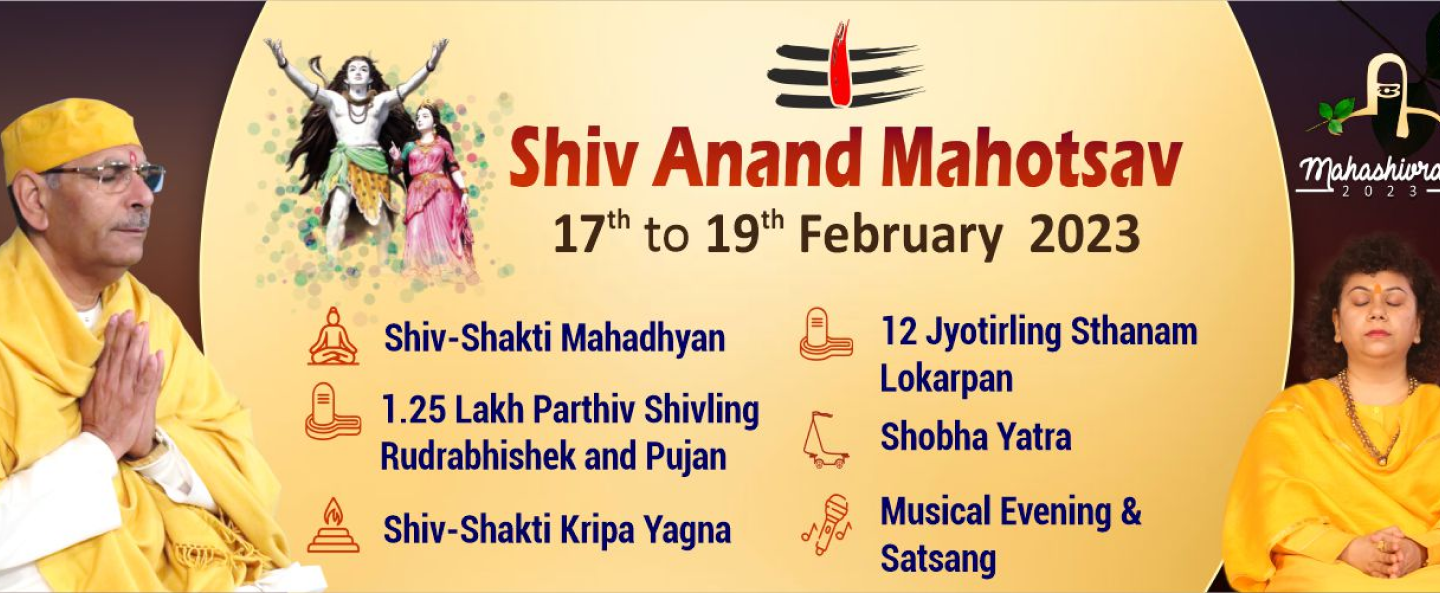 Shiv Anand Mahotsav
17th to 19th February 2023
Shiv-Shakti Mahadhyan
1.25 Lakh Parthiv Shivling
Rudrabhishek and Pujan
Shiv-Shakti Kripa Yagna
12 Jyotirling Sthanam
Lokarpan
Shobha Yatra
Musical Evening &
Satsang
Mahashivra
2023